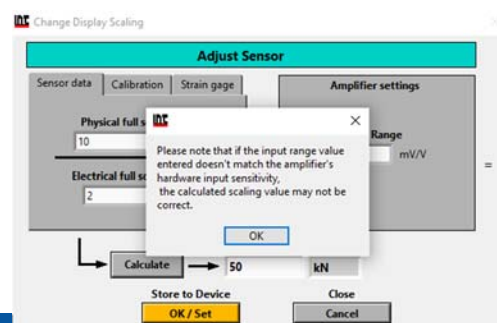 Change Display Scaling
Adjust Sensor
Sensor data
Calibration
Strain gage
Amplifier settings
Physical full s
10
Electrical full sc
2
Range
mV/V
=
Please note that if the input range value
entered doesn't match the amplifier's
hardware input sensitivity,
the calculated scaling value may not be
correct.
OK
Calculate
50
kN
Store to Device
Close
OK / Set
Cancel